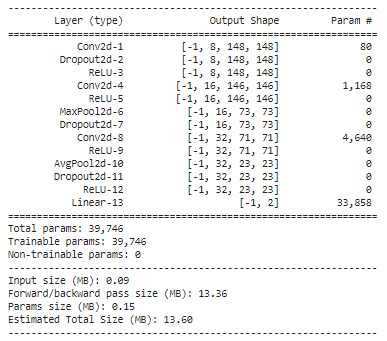 ----------------------------------------------------------------
Layer (type) Output Shape Param #
================================================================
Conv2d-1 [-1, 8, 148, 148] 80
Dropout2d-2 [-1, 8, 148, 148] 0
ReLU-3 [-1, 8, 148, 148] 0
Conv2d-4 [-1, 16, 146, 146] 1,168
ReLU-5 [-1, 16, 146, 146] 0
MaxPool2d-6 [-1, 16, 73, 73] 0
Dropout2d-7 [-1, 16, 73, 73] 0
Conv2d-8 [-1, 32, 71, 71] 4,640
ReLU-9 [-1, 32, 71, 71] 0
AvgPool2d-10 [-1, 32, 23, 23] 0
Dropout2d-11 [-1, 32, 23, 23] 0
ReLU-12 [-1, 32, 23, 23] 0
Linear-13 [-1, 2] 33,858
================================================================
Total params: 39,746
Trainable params: 39,746
Non-trainable params: 0
----------------------------------------------------------------
Input size (MB): 0.09
Forward/backward pass size (MB): 13.36
Params size (MB): 0.15
Estimated Total Size (MB): 13.60
----------------------------------------------------------------